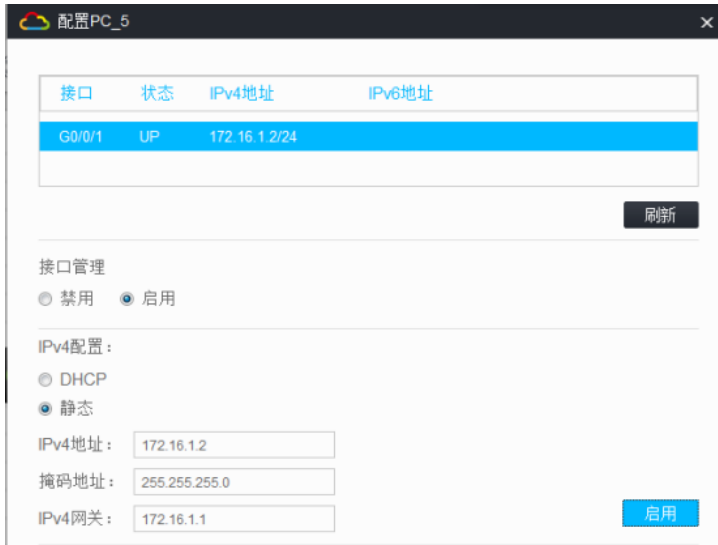 配置PC_5
接口 状态 IPv4地址 IPv6地址
G0/0/1 UP 172.16.1.2/24
刷新
接口管理
禁用 启用
IPv4配置：
DHCP
静态
IPv4地址： 172.16.1.2
掩码地址： 255.255.255.0
IPv4网关： 172.16.1.1
启用